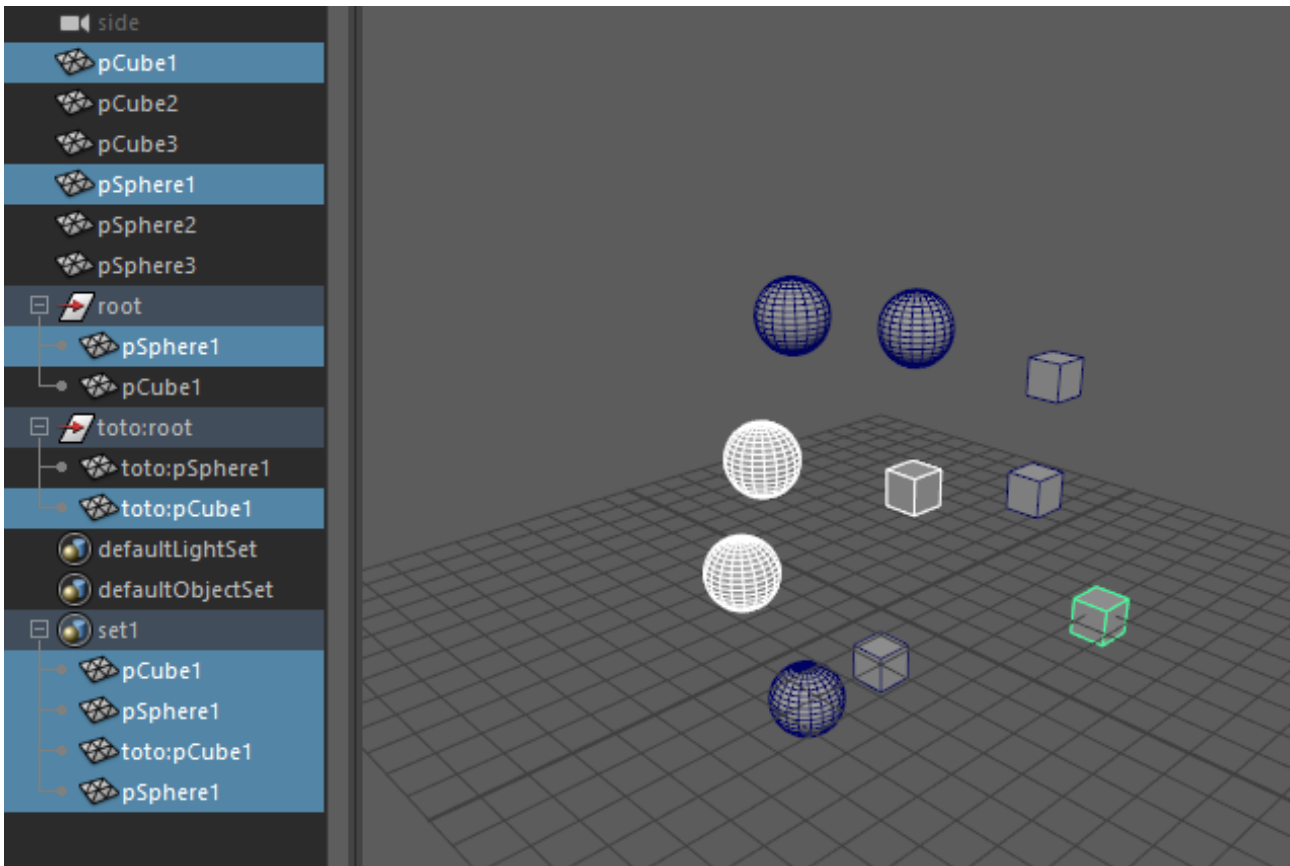 side
pCube1
pCube2
pCube3
pSphere1
pSphere2
pSphere3
root
pSphere1
pCube1
toto:root
toto:pSphere1
toto:pCube1
defaultLightSet
defaultObjectSet
set1
pCube1
pSphere1
toto:pCube1
pSphere1